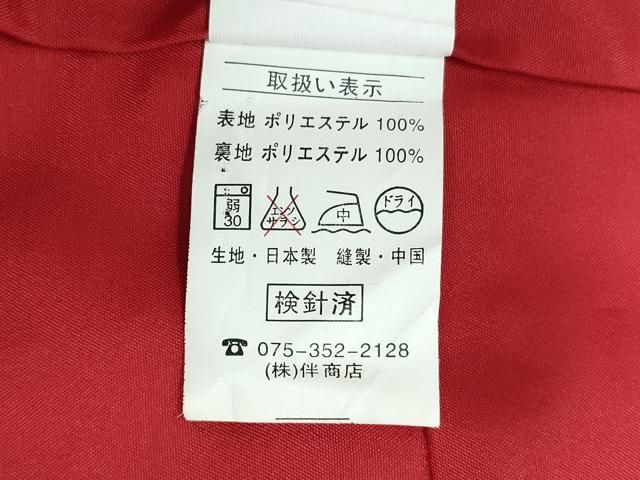 取扱い表示
表地 ポリエステル 100%
裏地 ポリエステル 100%
弱 30 エンソ サラシ 中 ドライ
生地・日本製 縫製・中国
検針済
☎ 075-352-2128
(株)伴商店